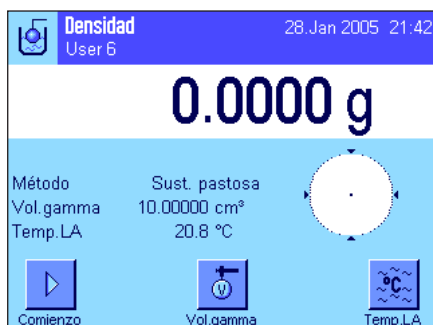 Densidad
28.Jan 2005 21:42
User 6
0.0000 g
Método Sust. pastosa
Vol.gamma 10.00000 cm³
Temp.LA 20.8 °C
V
°C
Comienzo Vol.gamma Temp.LA